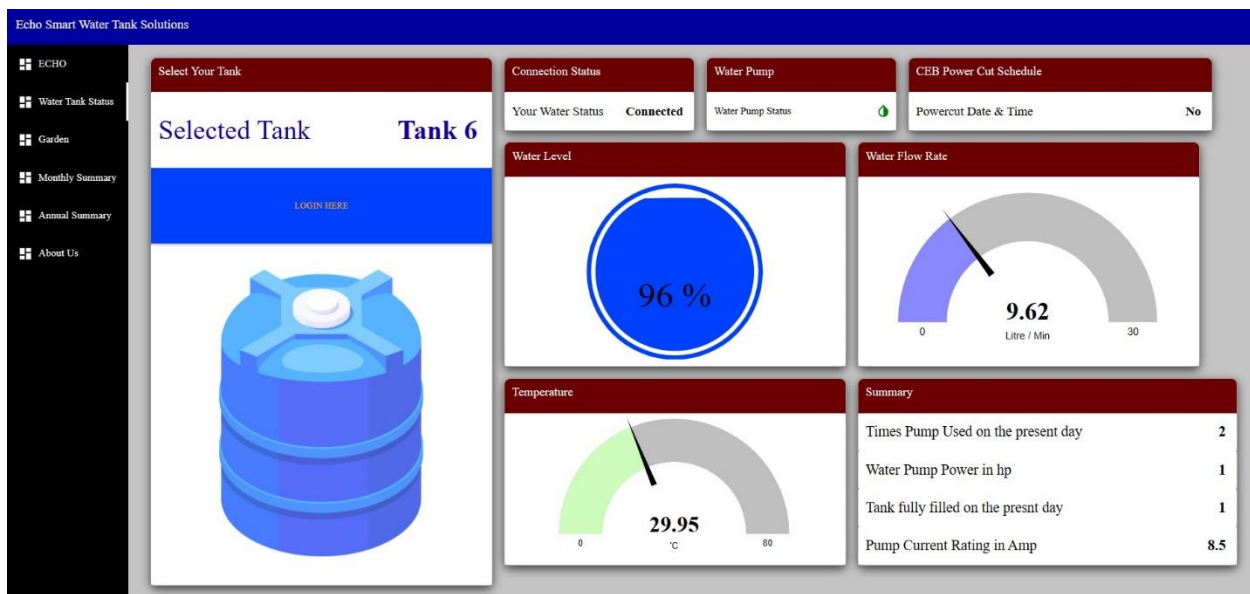 Echo Smart Water Tank Solutions
ECHO
Water Tank Status
Garden
Monthly Summary
Annual Summary
About Us
Select Your Tank
Selected Tank Tank 6
LOGIN HERE
Connection Status
Your Water Status Connected
Water Pump
Water Pump Status
CEB Power Cut Schedule
Powercut Date & Time No
Water Level
96 %
Water Flow Rate
9.62
0 Litre / Min 30
Temperature
29.95
0 °C 80
Summary
Times Pump Used on the present day 2
Water Pump Power in hp 1
Tank fully filled on the presnt day 1
Pump Current Rating in Amp 8.5